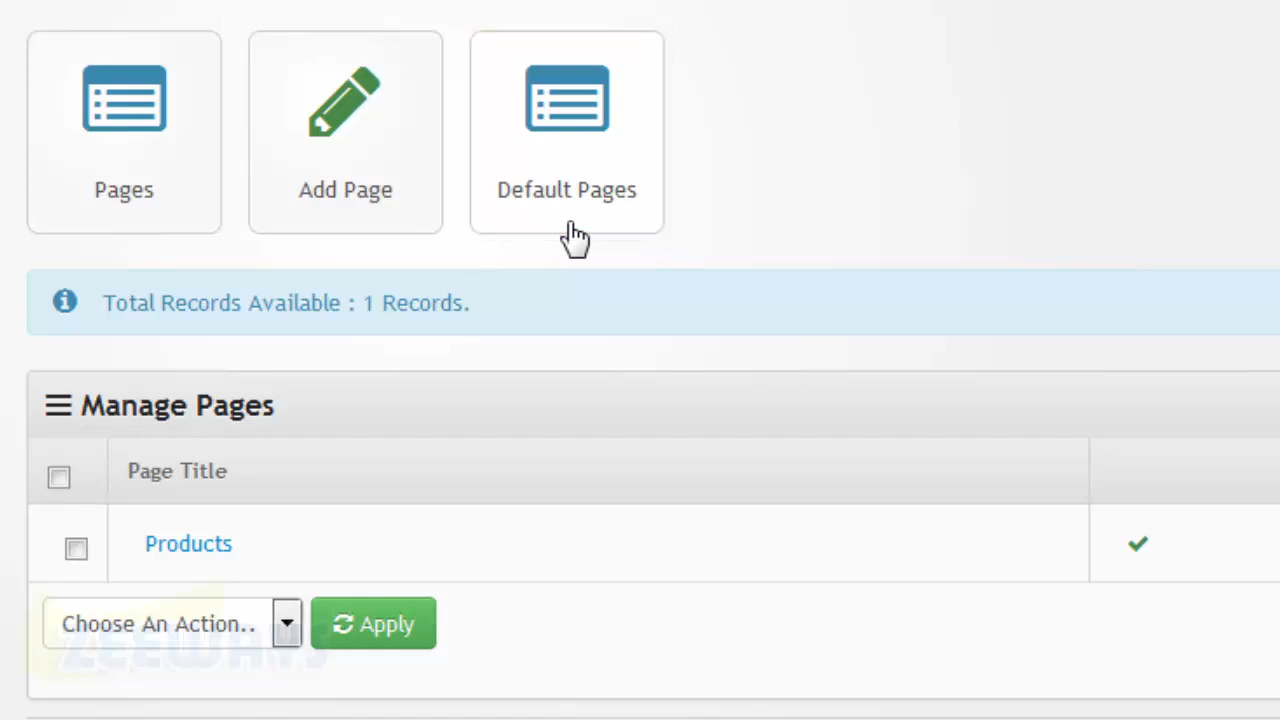 Pages
Add Page
Default Pages
Total Records Available : 1 Records.
Manage Pages
Page Title
Products
Choose An Action..
Apply
ZEEWAYS